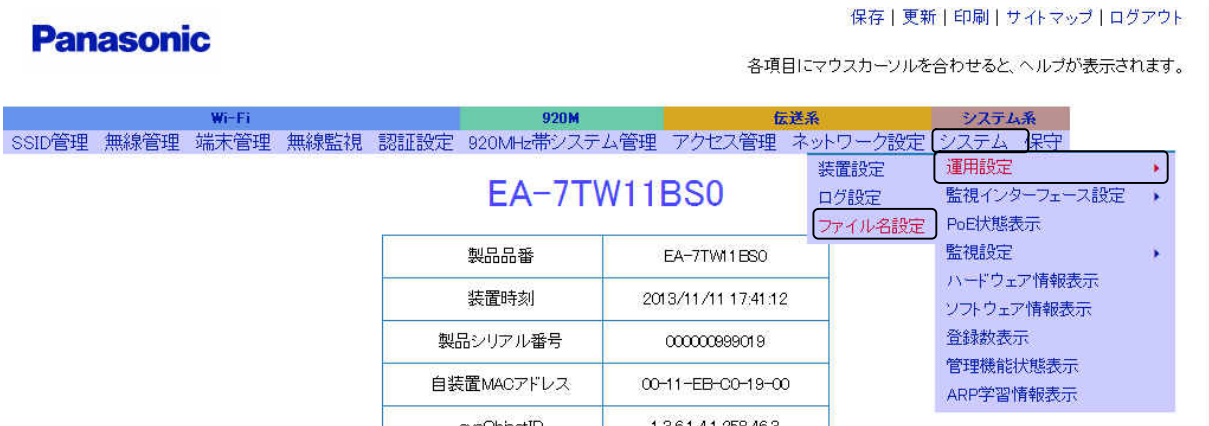 保存 | 更新 | 印刷 | サイトマップ | ログアウト
Panasonic
各項目にマウスカーソルを合わせると、ヘルプが表示されます。
Wi-Fi 920M 伝送系 システム系
SSID管理 無線管理 端末管理 無線監視 認証設定 920MHz帯システム管理 アクセス管理 ネットワーク設定 システム 保守
装置設定
ログ設定
ファイル名設定
運用設定
監視インターフェース設定
PoE状態表示
監視設定
ハードウェア情報表示
ソフトウェア情報表示
登録数表示
管理機能状態表示
ARP学習情報表示
EA-7TW11BS0
製品品番 EA-7TW11BS0
装置時刻 2013/11/11 17:41:12
製品シリアル番号 000000999019
自装置MACアドレス 00-11-EB-C0-19-00